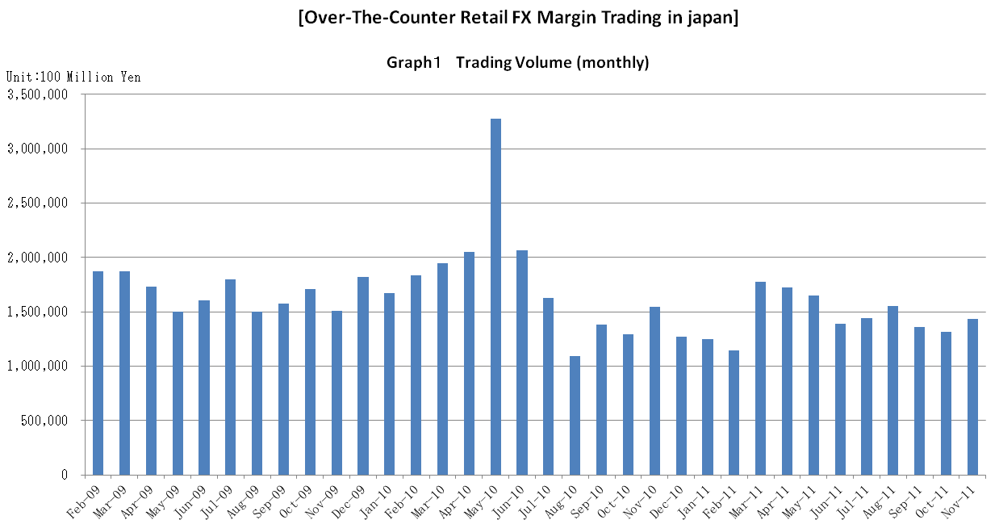 [Over-The-Counter Retail FX Margin Trading in japan]
Graph1 Trading Volume (monthly)
Unit:100 Million Yen
3,500,000
3,000,000
2,500,000
2,000,000
1,500,000
1,000,000
500,000
0
Feb-09
Mar-09
Apr-09
May-09
Jun-09
Jul-09
Aug-09
Sep-09
Oct-09
Nov-09
Dec-09
Jan-10
Feb-10
Mar-10
Apr-10
May-10
Jun-10
Jul-10
Aug-10
Sep-10
Oct-10
Nov-10
Dec-10
Jan-11
Feb-11
Mar-11
Apr-11
May-11
Jun-11
Jul-11
Aug-11
Sep-11
Oct-11
Nov-11